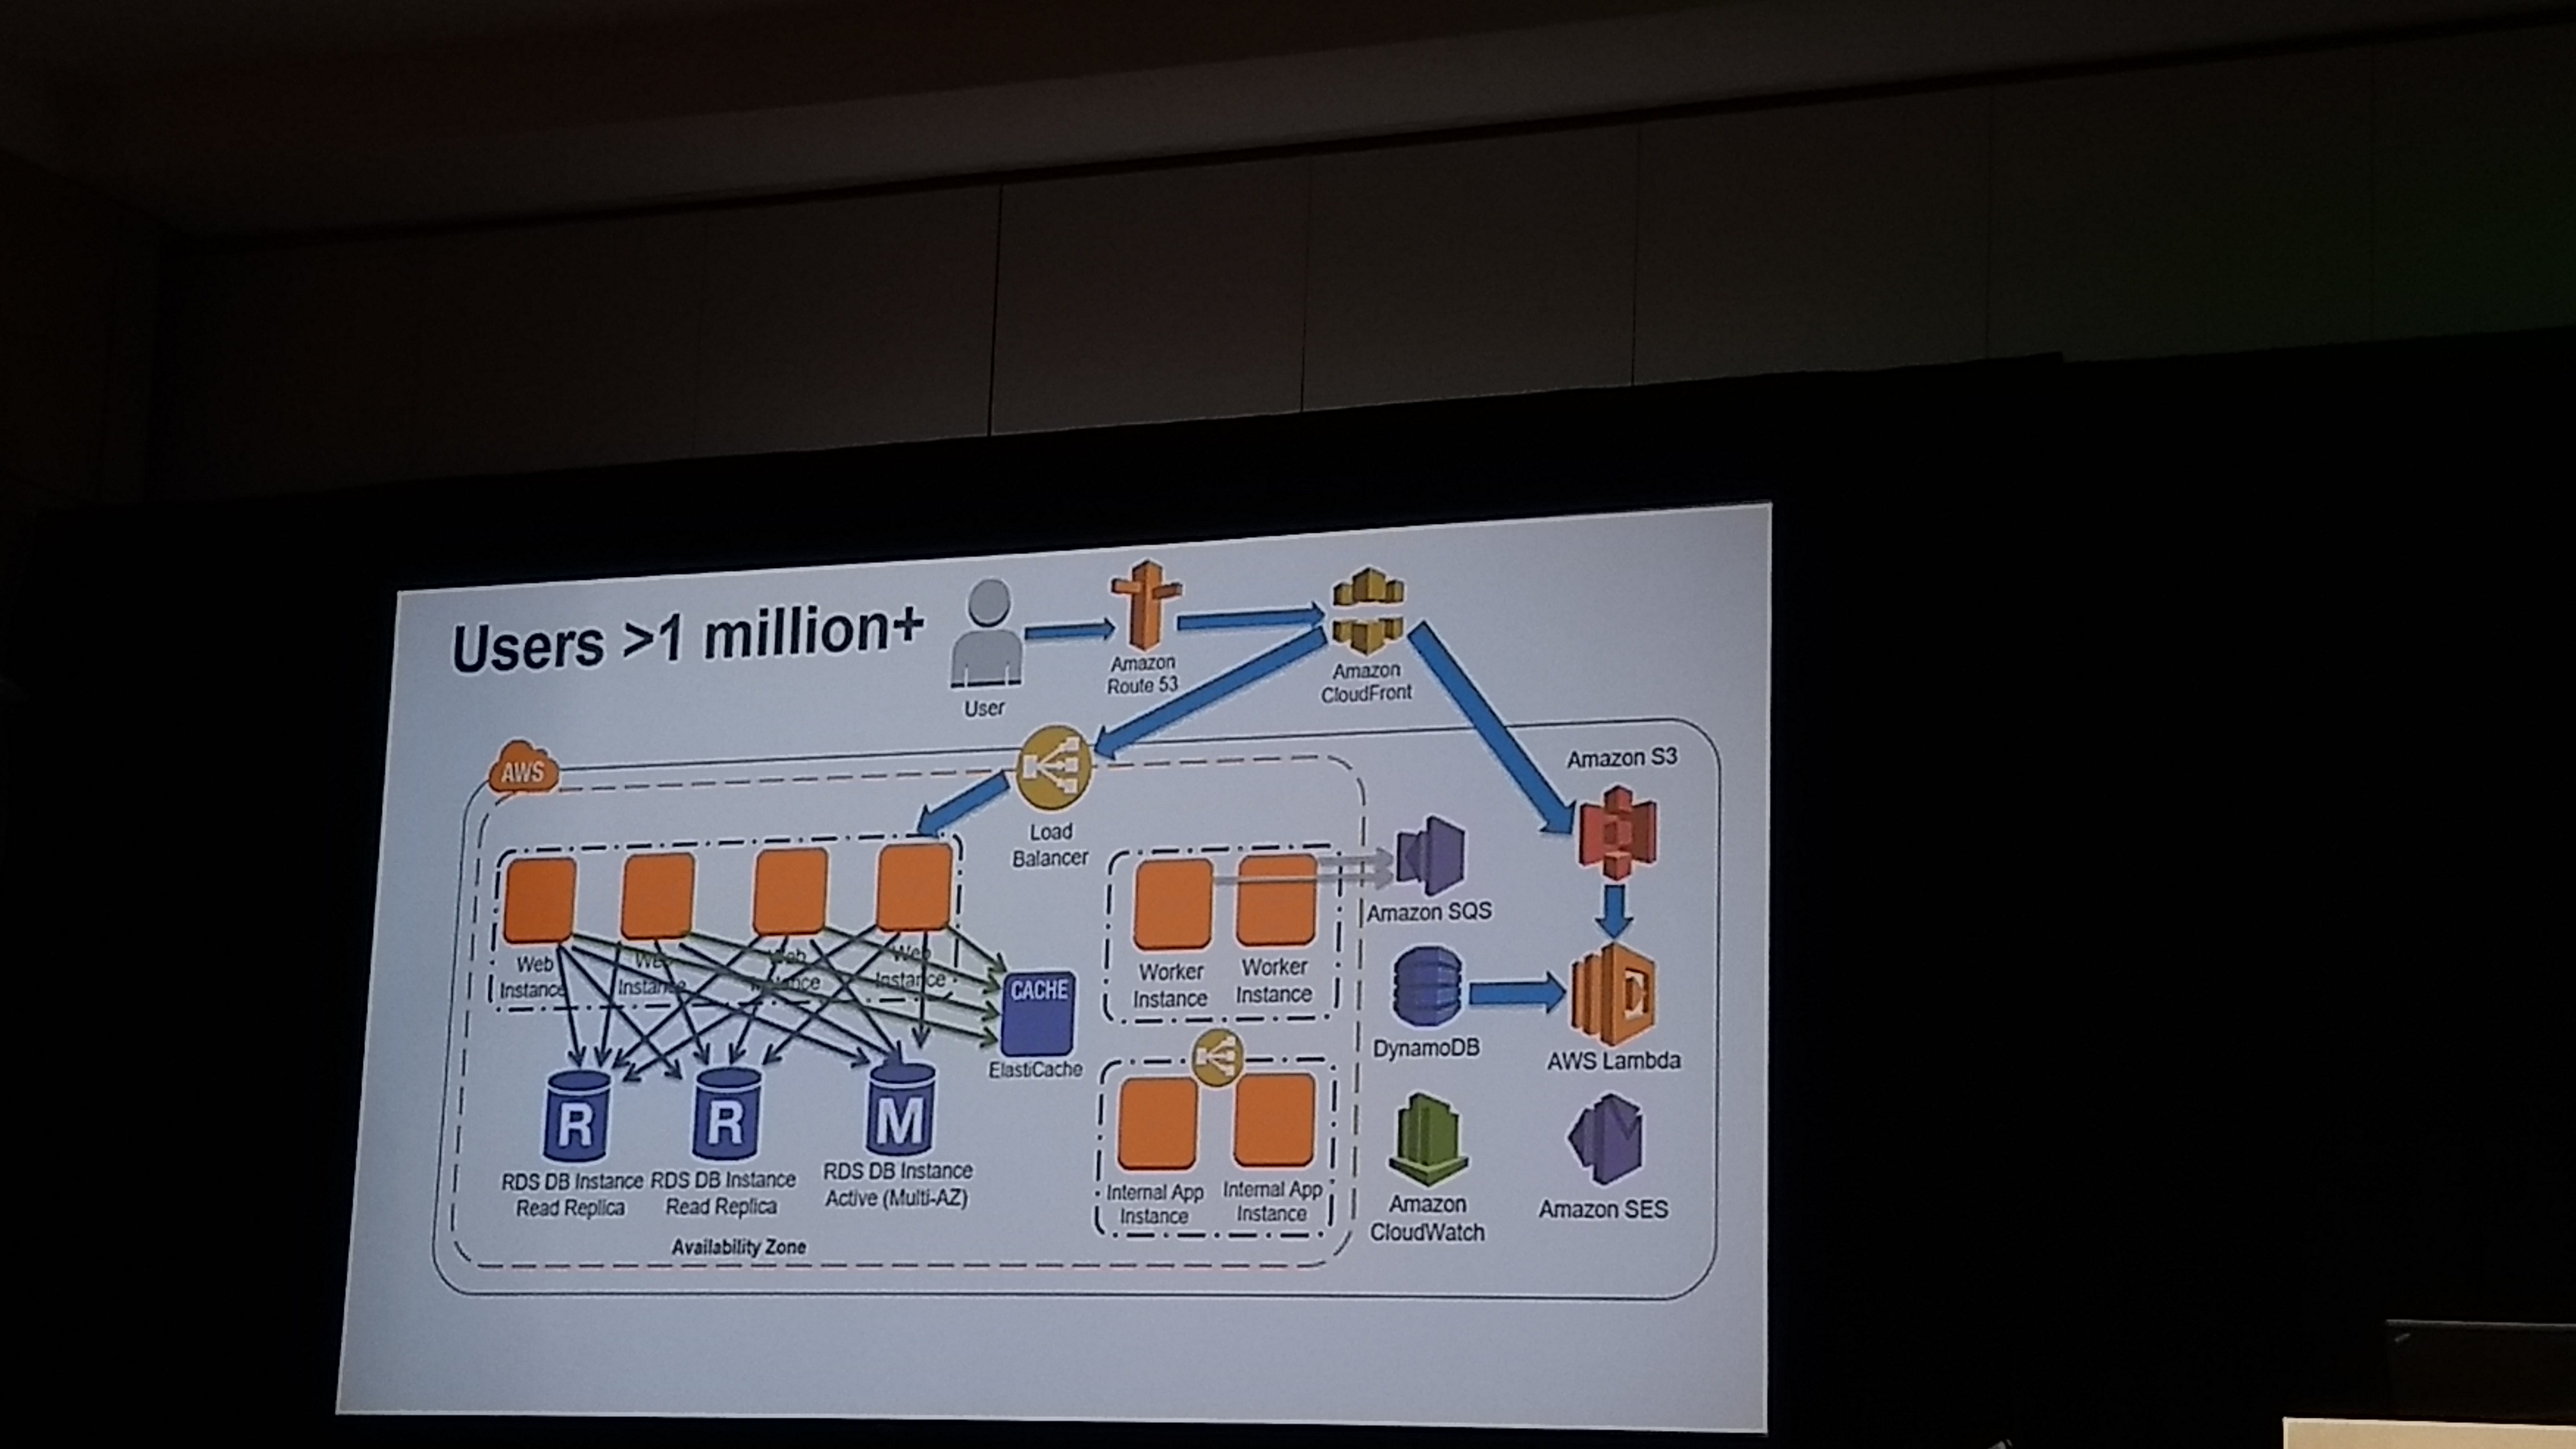 Users >1 million+
User
Amazon
Route 53
Amazon
CloudFront
AWS
Load
Balancer
Amazon S3
Web
Instance
Web
Instance
Web
Instance
Web
Instance
CACHE
ElastiCache
Worker
Instance
Worker
Instance
Amazon SQS
DynamoDB
AWS Lambda
R
R
M
RDS DB Instance
Read Replica
RDS DB Instance
Read Replica
RDS DB Instance
Active (Multi-AZ)
Internal App
Instance
Internal App
Instance
Amazon
CloudWatch
Amazon SES
Availability Zone